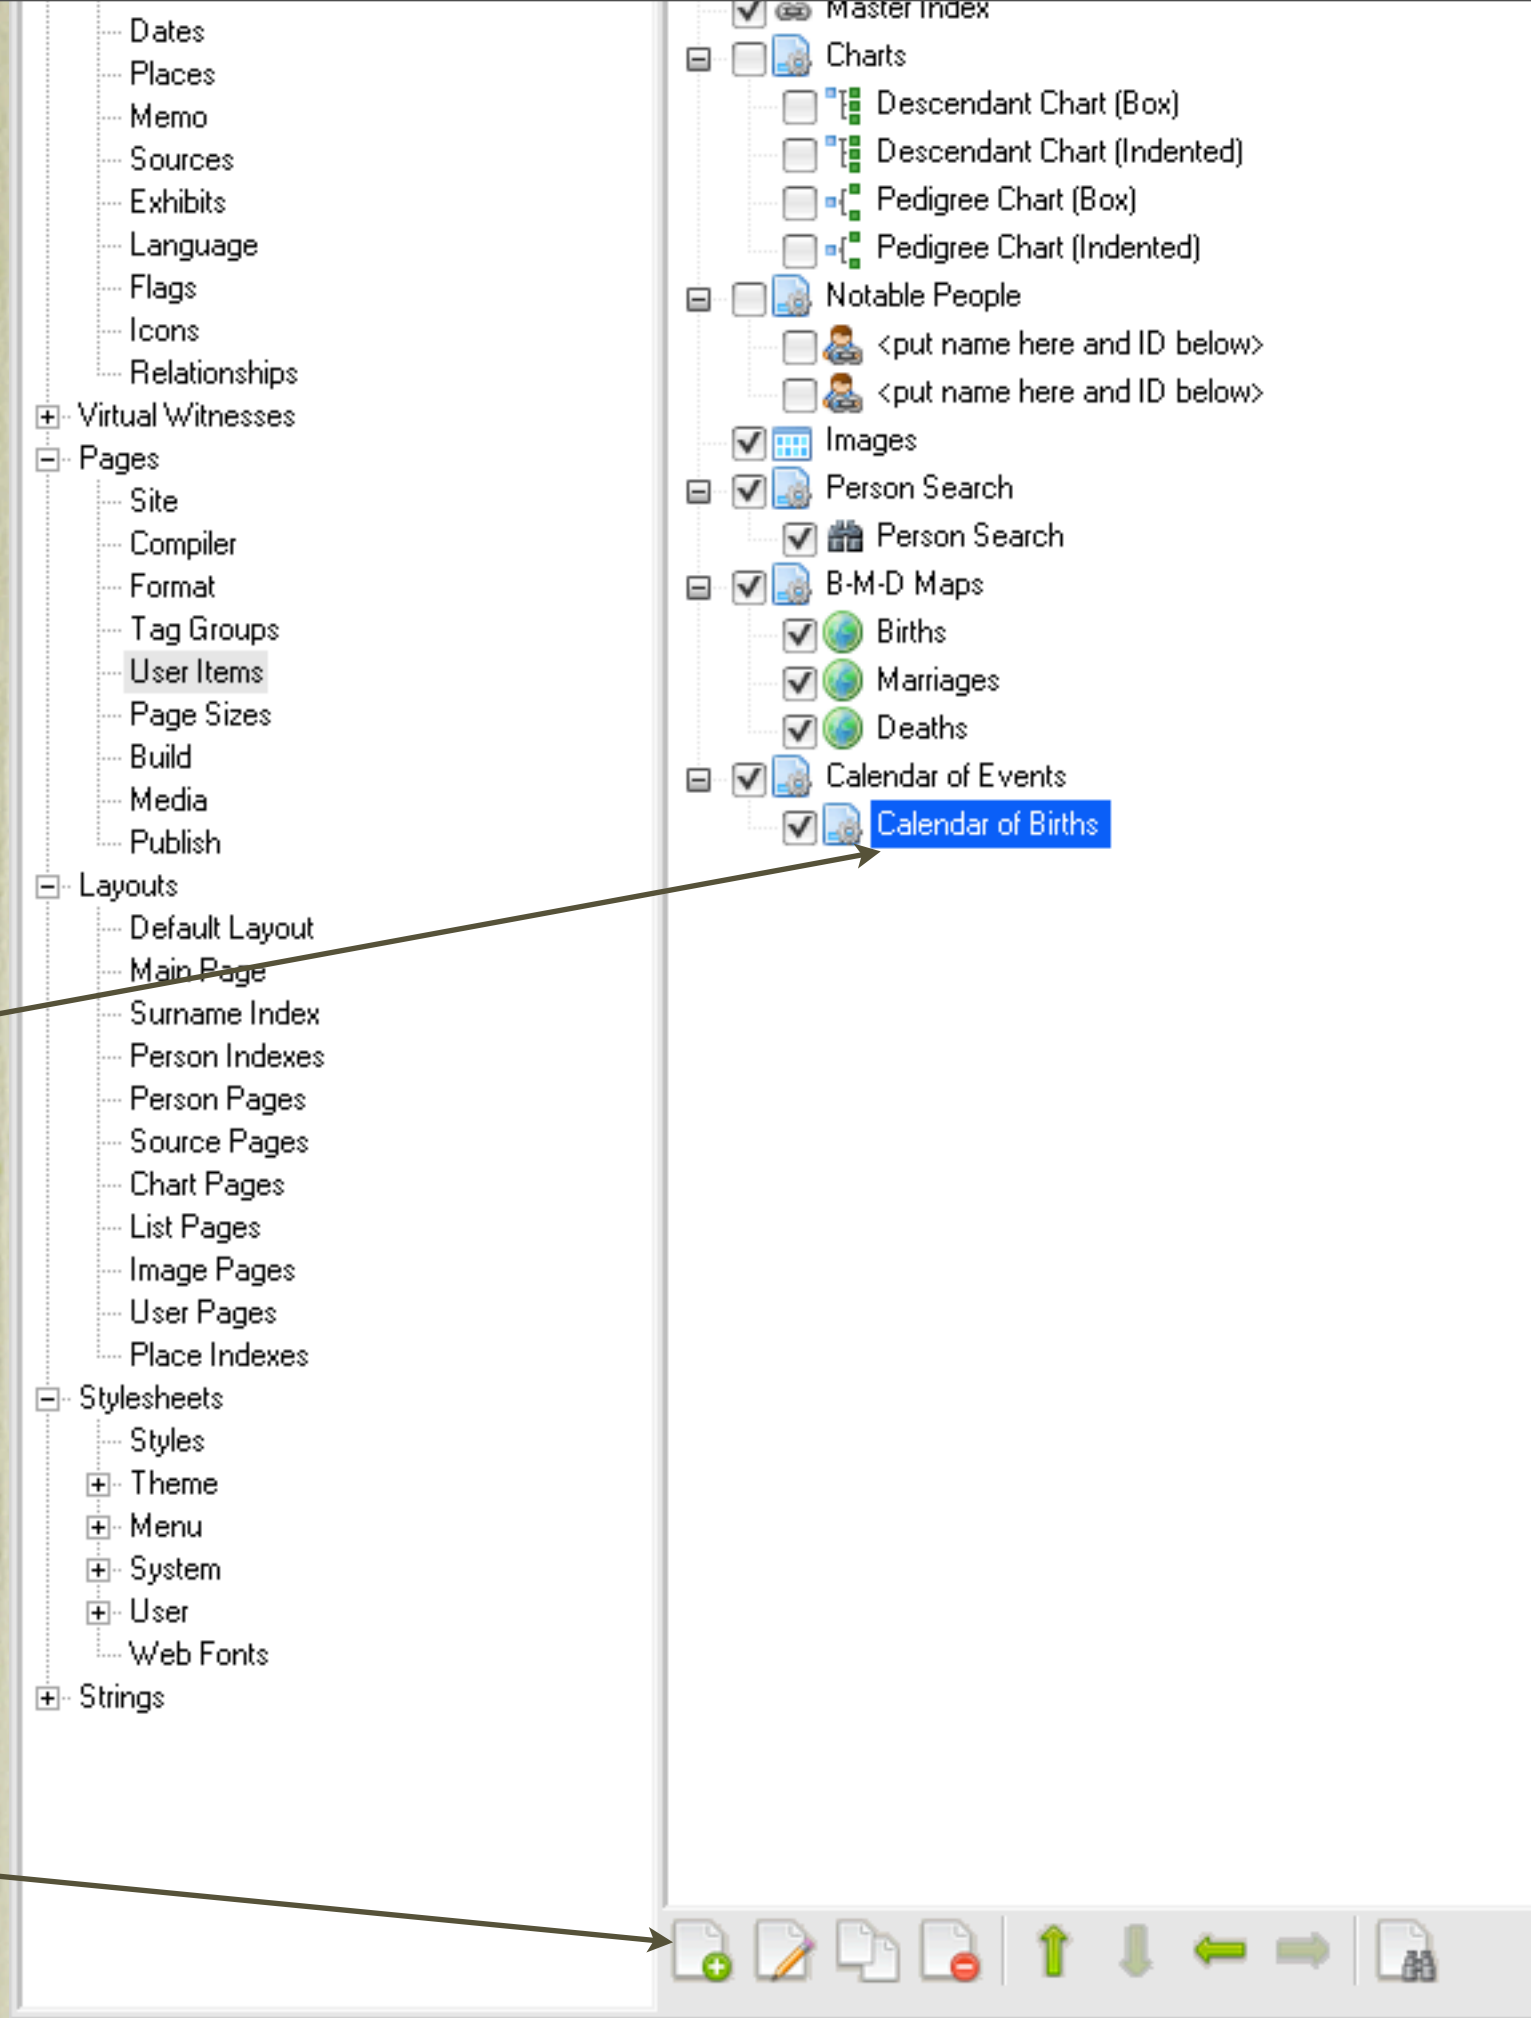 Dates
Places
Memo
Sources
Exhibits
Language
Flags
Icons
Relationships
Virtual Witnesses
Pages
Site
Compiler
Format
Tag Groups
User Items
Page Sizes
Build
Media
Publish
Layouts
Default Layout
Main Page
Surname Index
Person Indexes
Person Pages
Source Pages
Chart Pages
List Pages
Image Pages
User Pages
Place Indexes
Stylesheets
Styles
Theme
Menu
System
User
Web Fonts
Strings
Master Index
Charts
Descendant Chart (Box)
Descendant Chart (Indented)
Pedigree Chart (Box)
Pedigree Chart (Indented)
Notable People
<put name here and ID below>
<put name here and ID below>
Images
Person Search
Person Search
B-M-D Maps
Births
Marriages
Deaths
Calendar of Events
Calendar of Births